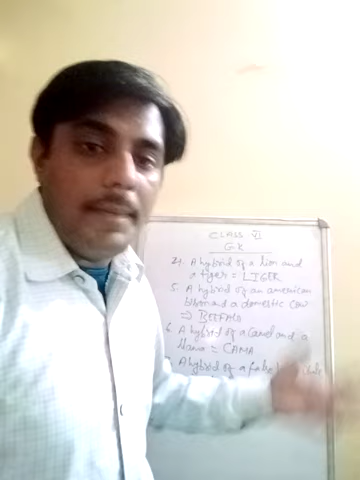 CLASS VI
G.K
4. A hybrid of a lion and
a tiger = LIGER
5. A hybrid of an american
bison and a domestic cow
⇒ BEEFALO
6 A hybrid of a camel and a
llama = CAMA
A hybrid of a